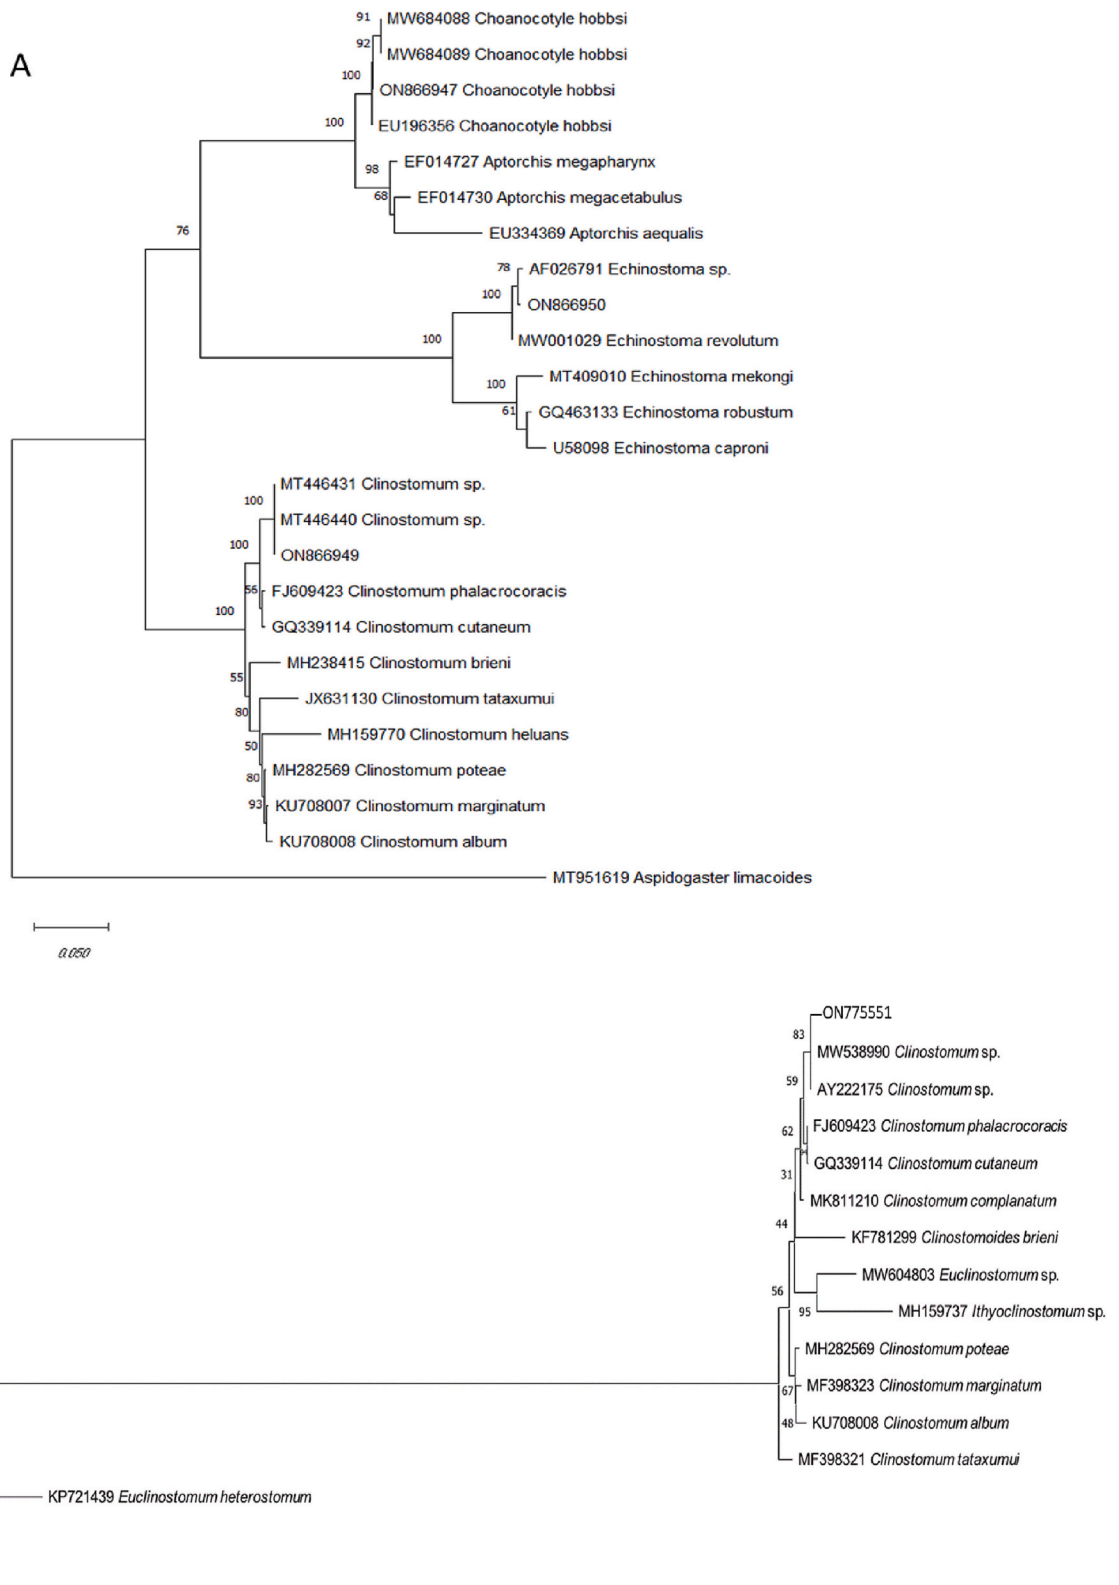 A
91
MW684088 Choanocotyle hobbsi
92
MW684089 Choanocotyle hobbsi
100
ON866947 Choanocotyle hobbsi
100
EU196356 Choanocotyle hobbsi
98
EF014727 Aptorchis megapharynx
68
EF014730 Aptorchis megacetabulus
76
EU334369 Aptorchis aequalis
78
AF026791 Echinostoma sp.
100
ON866950
100
MW001029 Echinostoma revolutum
100
MT409010 Echinostoma mekongi
61
GQ463133 Echinostoma robustum
U58098 Echinostoma caproni
MT446431 Clinostomum sp.
100
MT446440 Clinostomum sp.
100
ON866949
56
FJ609423 Clinostomum phalacrocoracis
100
GQ339114 Clinostomum cutaneum
MH238415 Clinostomum brieni
55
JX631130 Clinostomum tataxumui
80
MH159770 Clinostomum heluans
50
MH282569 Clinostomum poteae
80
93
KU708007 Clinostomum marginatum
KU708008 Clinostomum album
MT951619 Aspidogaster limacoides
0.050
ON775551
83
MW538990 Clinostomum sp.
59
AY222175 Clinostomum sp.
62
FJ609423 Clinostomum phalacrocoracis
GQ339114 Clinostomum cutaneum
31
MK811210 Clinostomum complanatum
44
KF781299 Clinostomoides brieni
MW604803 Euclinostomum sp.
56
95
MH159737 Ithyoclinostomum sp.
MH282569 Clinostomum poteae
67
MF398323 Clinostomum marginatum
48
KU708008 Clinostomum album
MF398321 Clinostomum tataxumui
KP721439 Euclinostomum heterostomum